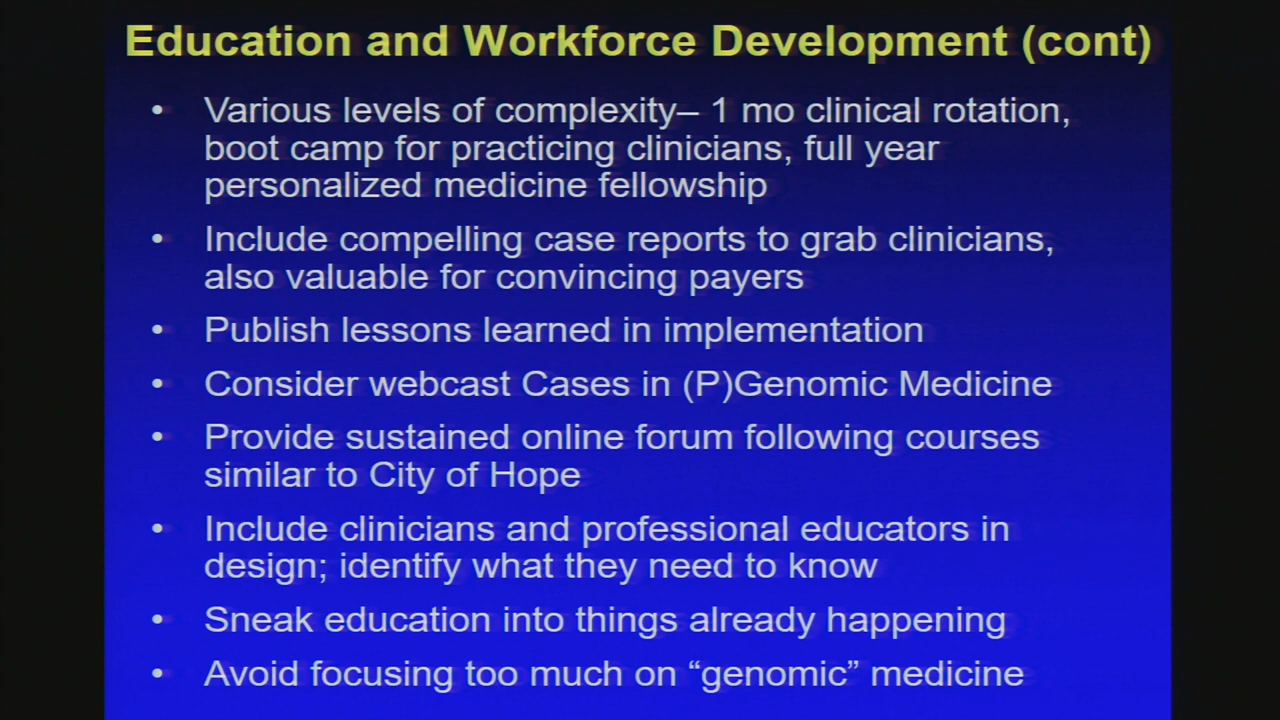 Education and Workforce Development (cont)
• Various levels of complexity– 1 mo clinical rotation,
boot camp for practicing clinicians, full year
personalized medicine fellowship
• Include compelling case reports to grab clinicians,
also valuable for convincing payers
• Publish lessons learned in implementation
• Consider webcast Cases in (P)Genomic Medicine
• Provide sustained online forum following courses
similar to City of Hope
• Include clinicians and professional educators in
design; identify what they need to know
• Sneak education into things already happening
• Avoid focusing too much on “genomic” medicine